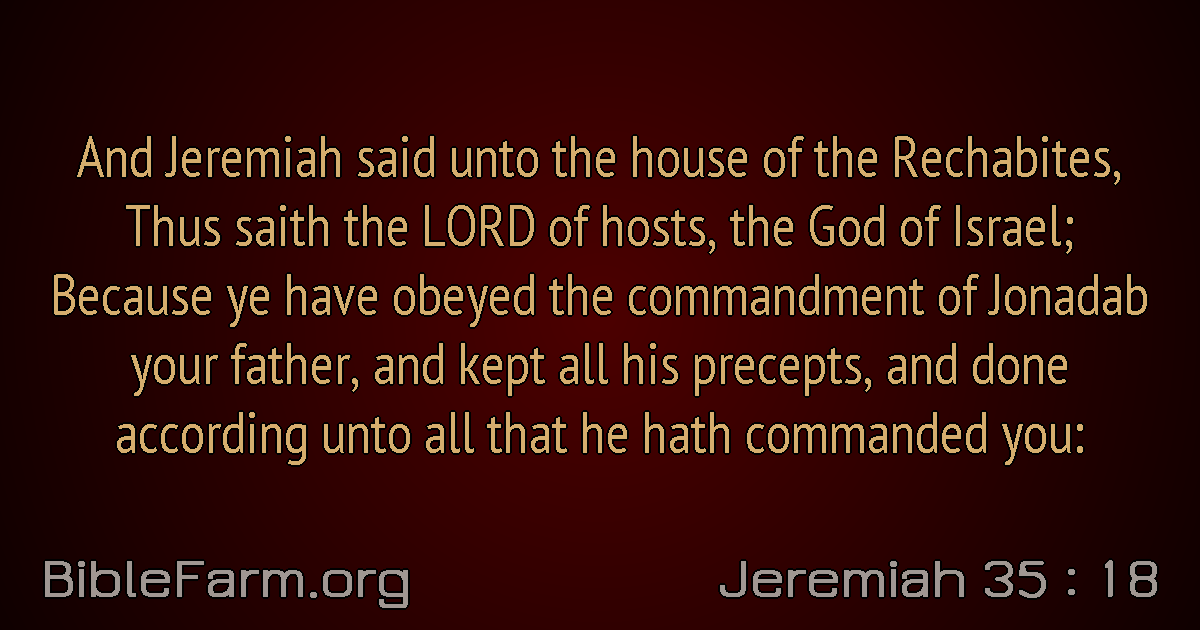 And Jeremiah said unto the house of the Rechabites,
Thus saith the LORD of hosts, the God of Israel;
Because ye have obeyed the commandment of Jonadab
your father, and kept all his precepts, and done
according unto all that he hath commanded you:
BibleFarm.org
Jeremiah 35 : 18